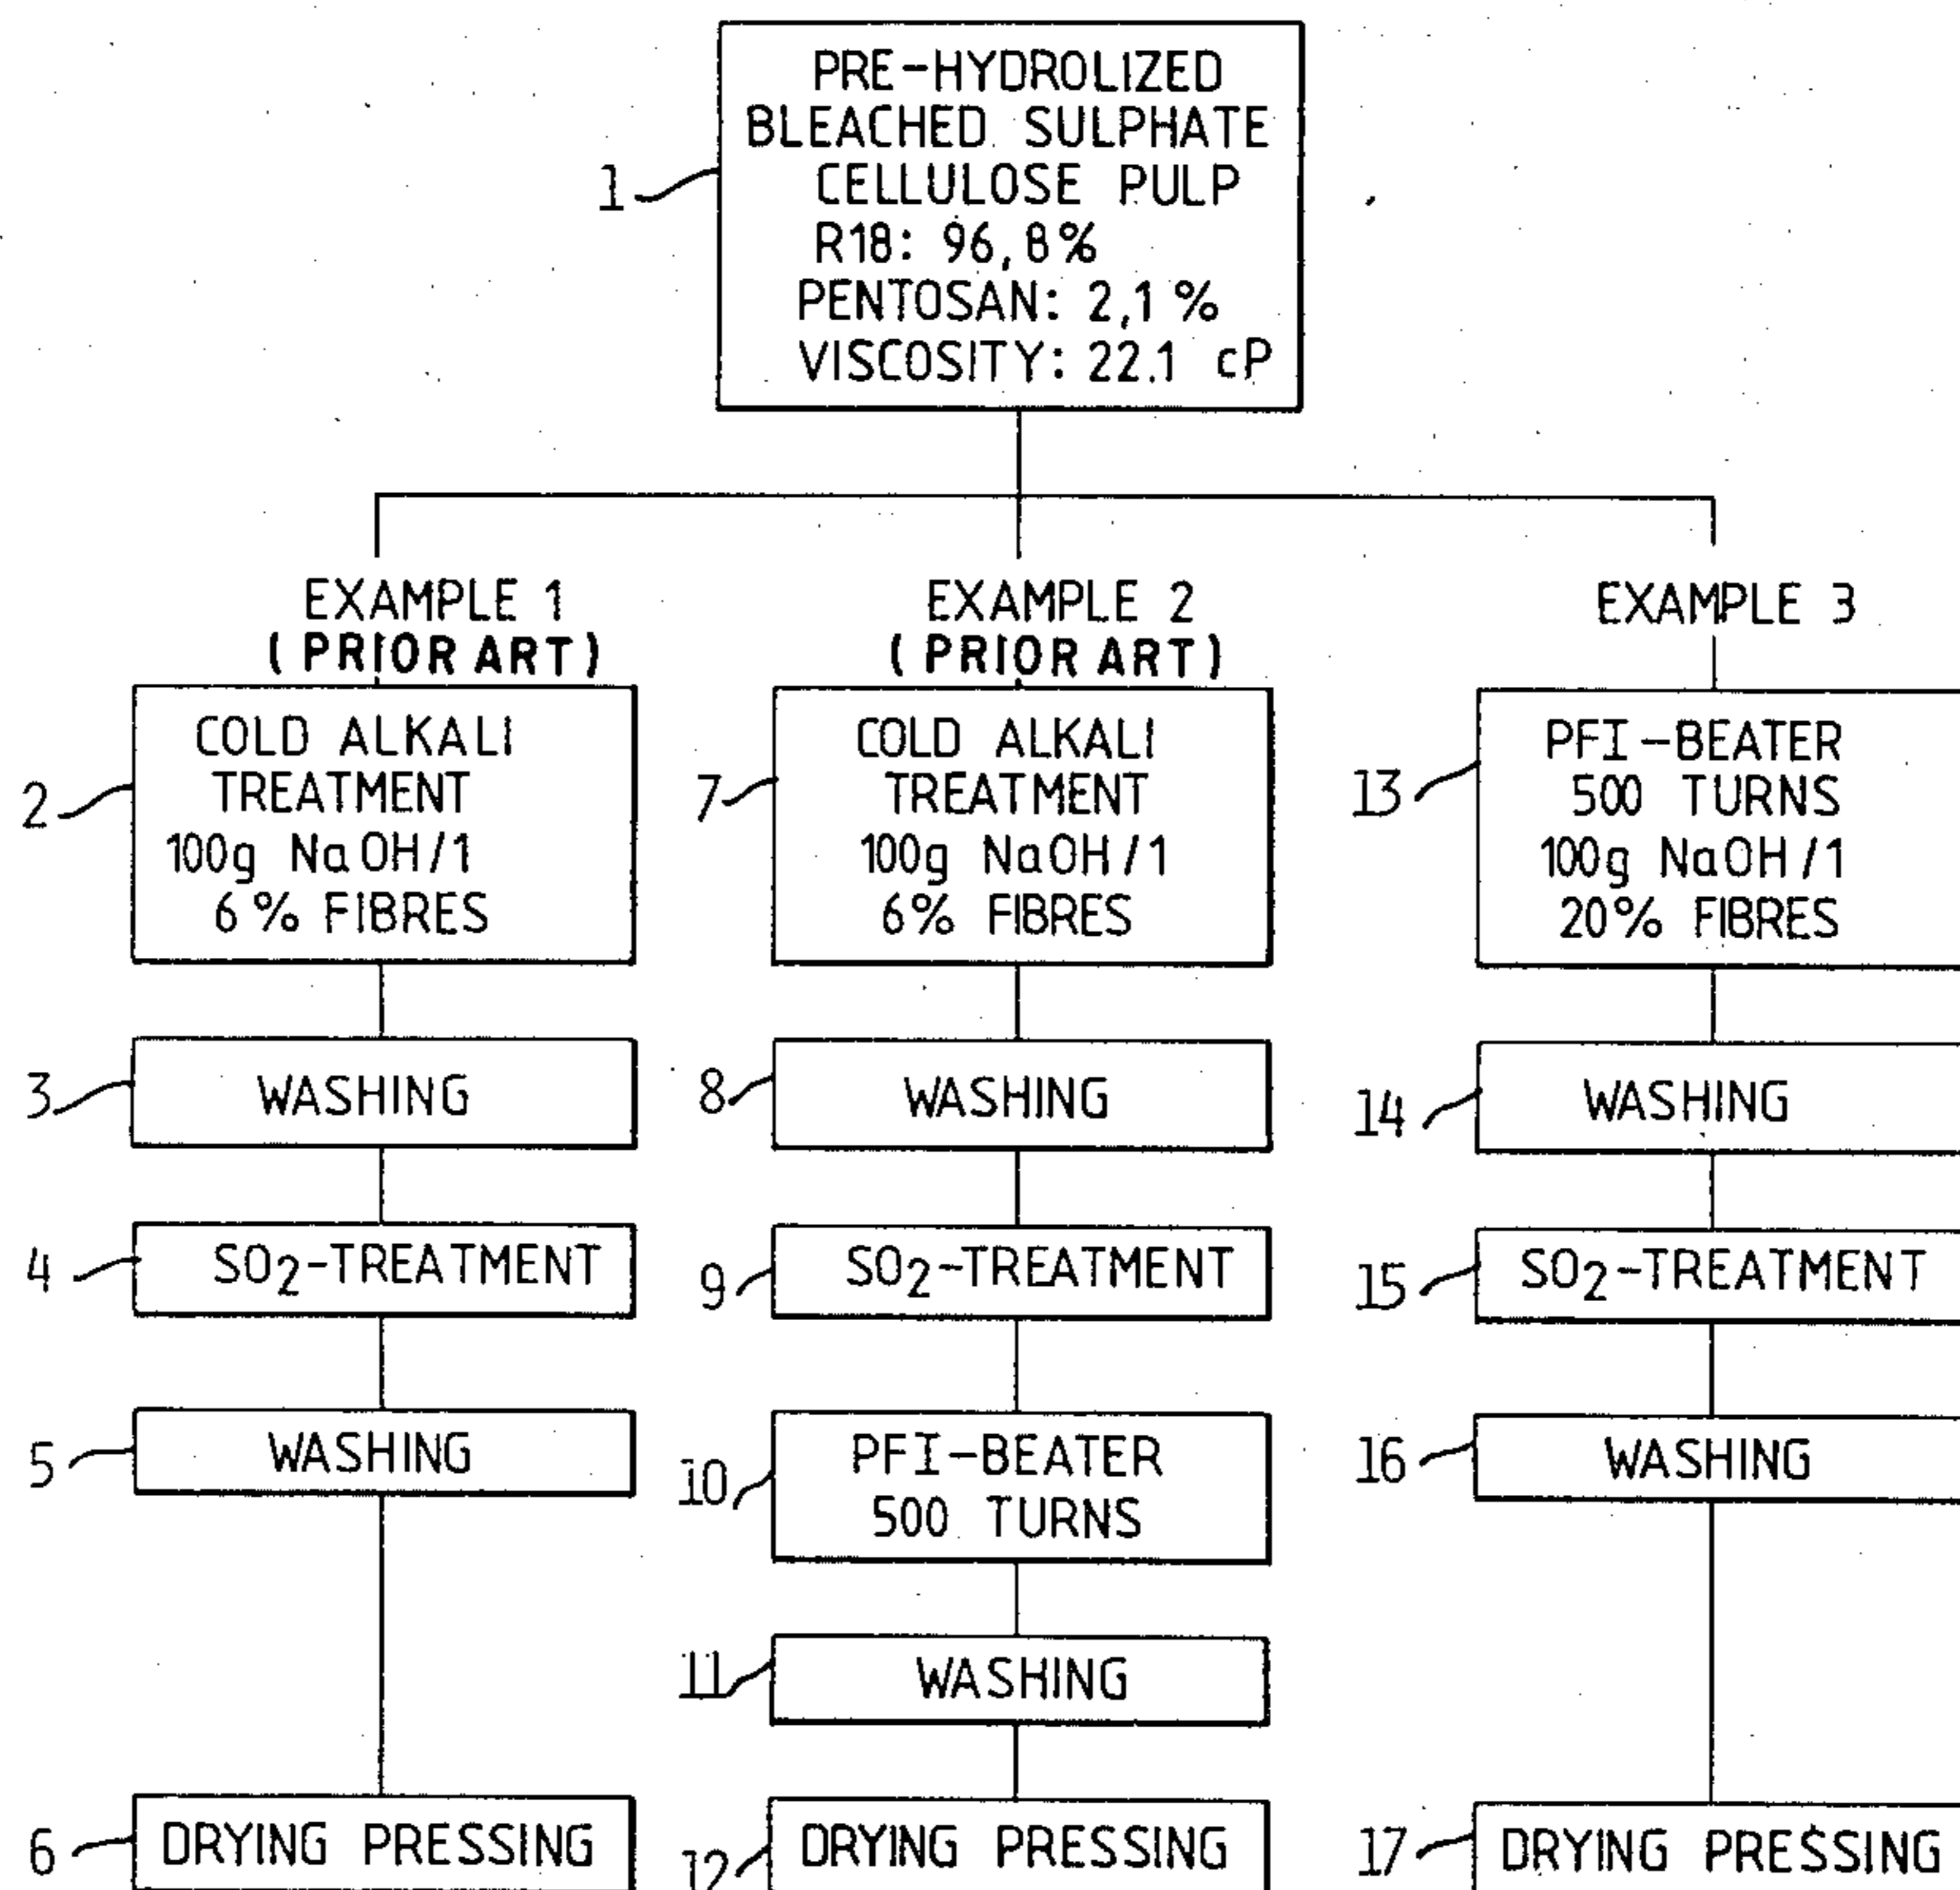 PRE-HYDROLIZED
BLEACHED SULPHATE
CELLULOSE PULP
R18: 96,8%
PENTOSAN: 2,1%
VISCOSITY: 22.1 cP
1
EXAMPLE 1
(PRIOR ART)
COLD ALKALI
TREATMENT
100g NaOH/1
6% FIBRES
2
WASHING
3
SO2-TREATMENT
4
WASHING
5
DRYING PRESSING
6
EXAMPLE 2
(PRIOR ART)
COLD ALKALI
TREATMENT
100g NaOH/1
6% FIBRES
7
WASHING
8
SO2-TREATMENT
9
PFI-BEATER
500 TURNS
10
WASHING
11
DRYING PRESSING
12
EXAMPLE 3
PFI-BEATER
500 TURNS
100g NaOH/1
20% FIBRES
13
WASHING
14
SO2-TREATMENT
15
WASHING
16
DRYING PRESSING
17